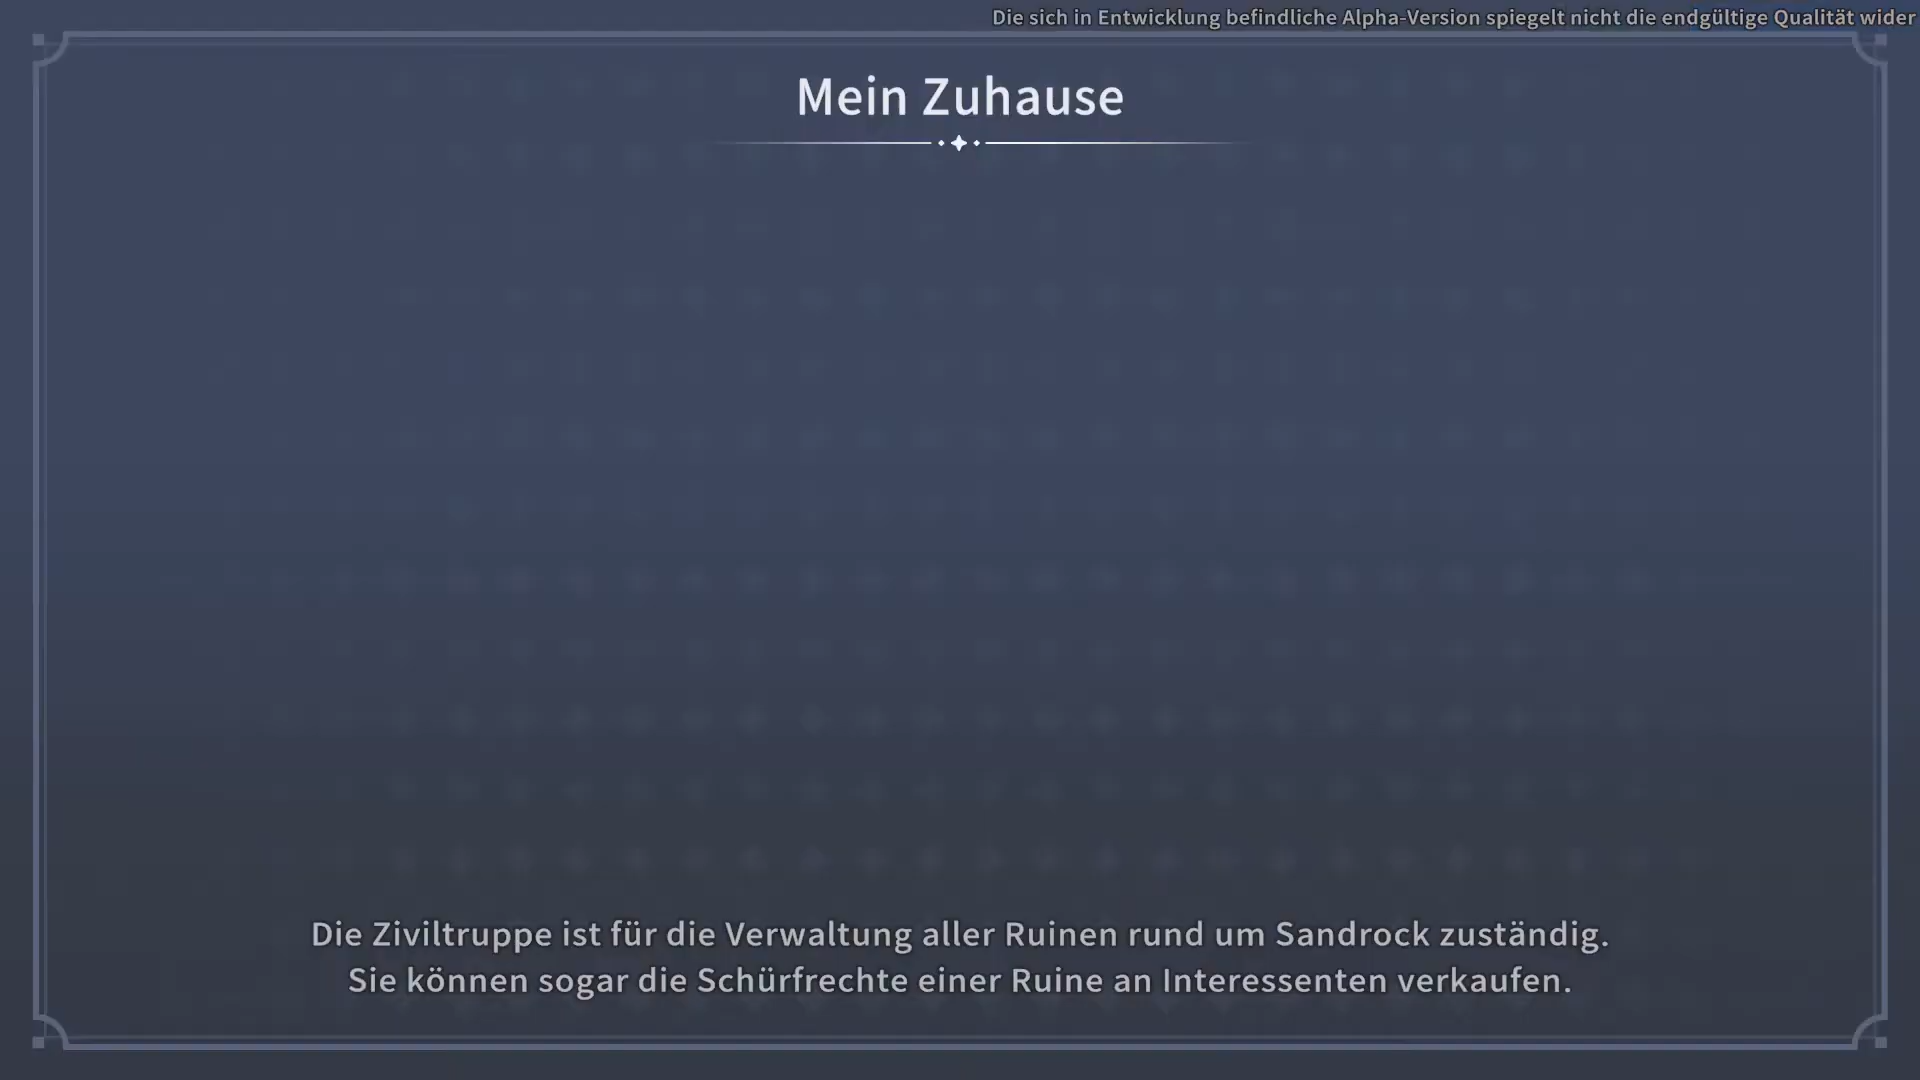 Die sich in Entwicklung befindliche Alpha-Version spiegelt nicht die endgültige Qualität wider
Mein Zuhause
Die Ziviltruppe ist für die Verwaltung aller Ruinen rund um Sandrock zuständig.
Sie können sogar die Schürfrechte einer Ruine an Interessenten verkaufen.